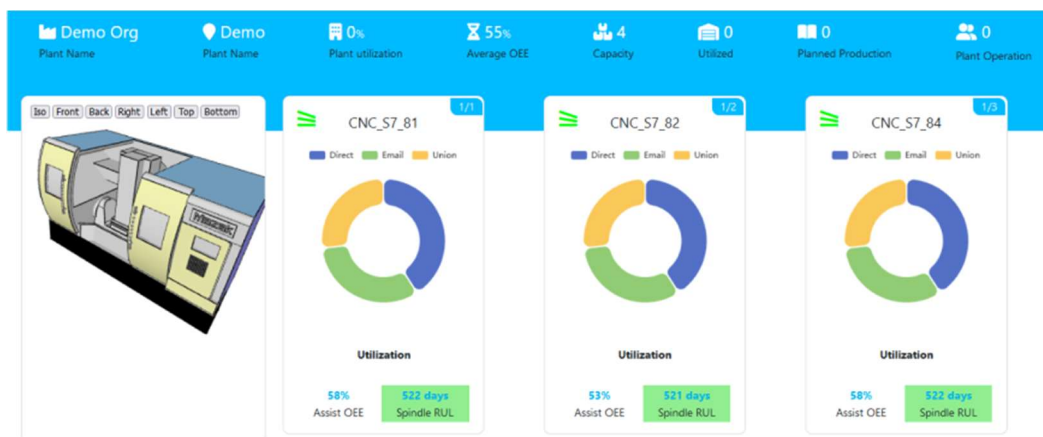 Demo Org
Plant Name
Demo
Plant Name
0%
Plant utilization
55%
Average OEE
4
Capacity
0
Utilized
0
Planned Production
0
Plant Operation
Iso Front Back Right Left Top Bottom
1/1
CNC_S7_81
Direct Email Union
Utilization
58%
Assist OEE
522 days
Spindle RUL
1/2
CNC_S7_82
Direct Email Union
Utilization
53%
Assist OEE
521 days
Spindle RUL
1/3
CNC_S7_84
Direct Email Union
Utilization
58%
Assist OEE
522 days
Spindle RUL